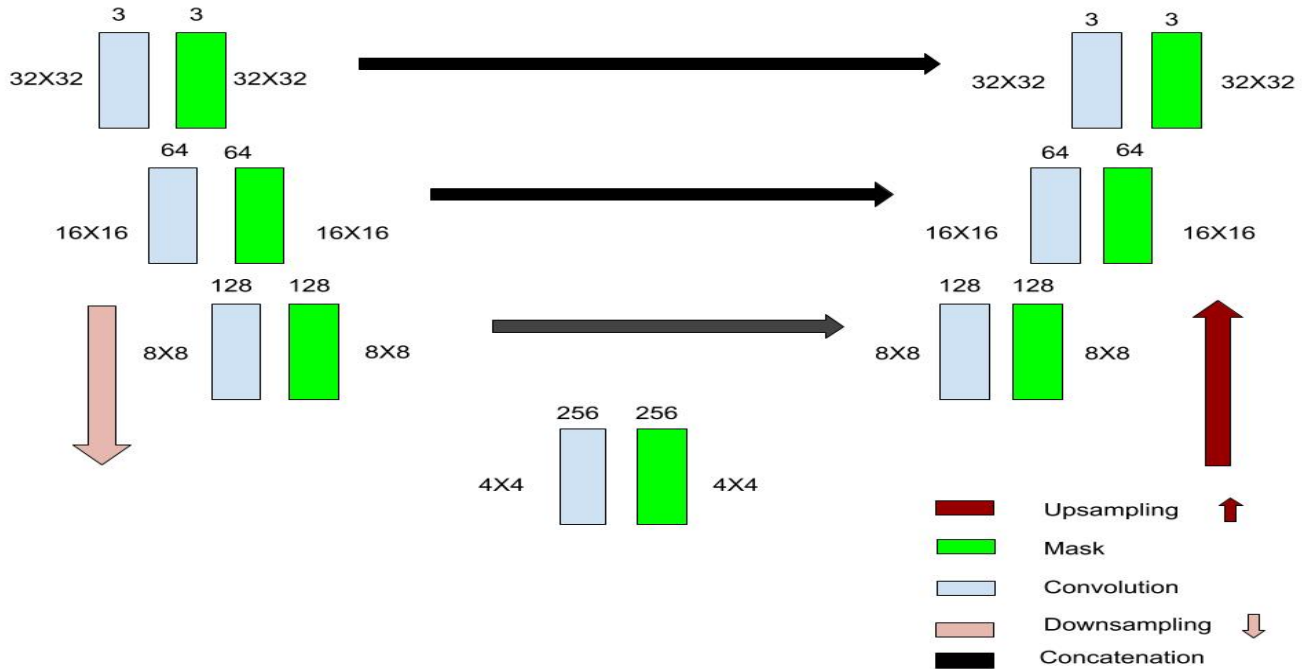 3 3
32X32 32X32
3 3
32X32 32X32
64 64
16X16 16X16
64 64
16X16 16X16
128 128
8X8 8X8
128 128
8X8 8X8
256 256
4X4 4X4
Upsampling
Mask
Convolution
Downsampling
Concatenation